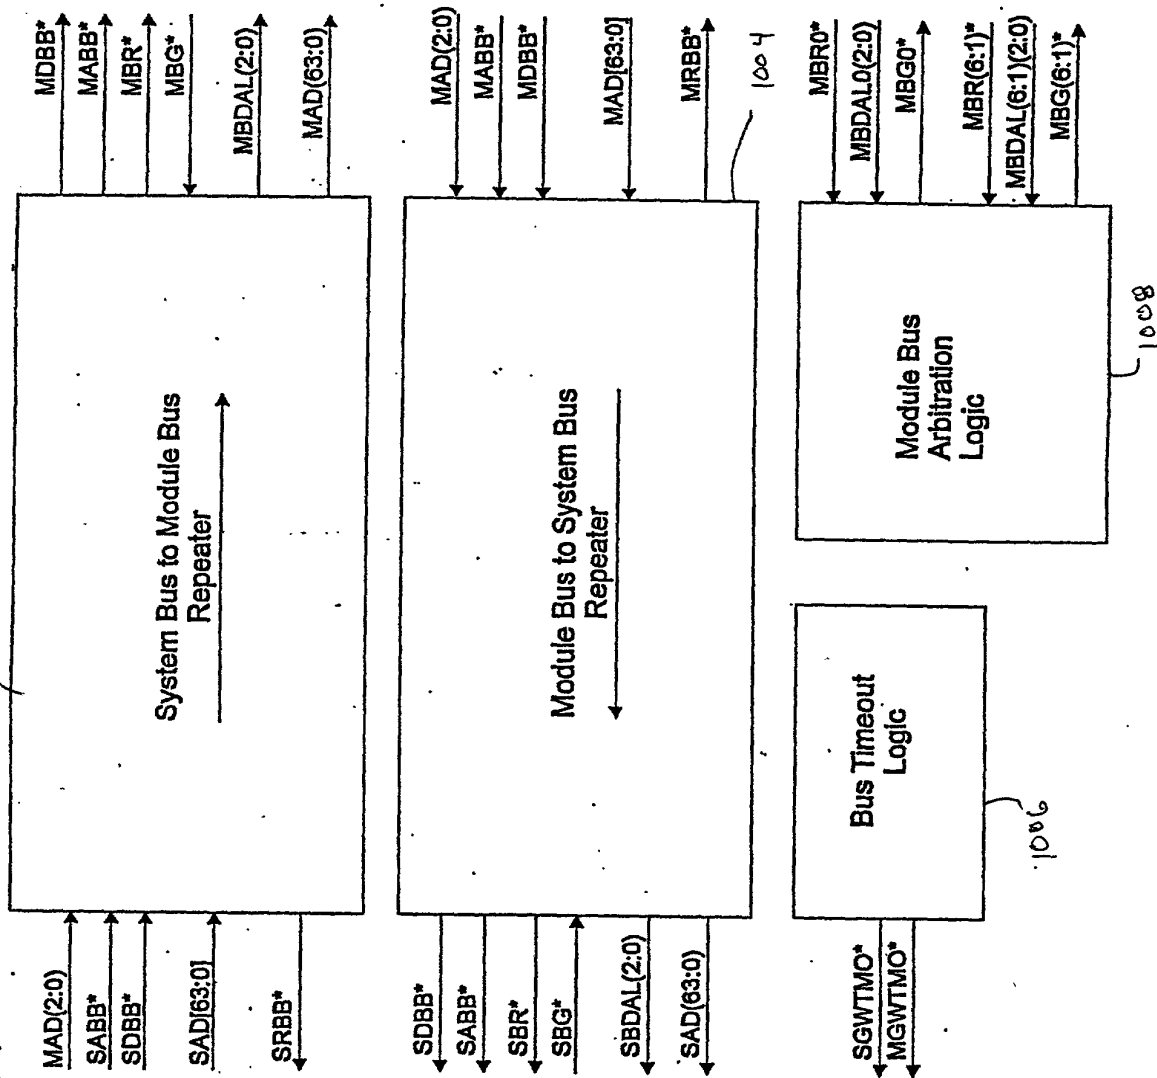 MDBB*
MABB*
MBR*
MBG*
MBDAL(2:0)
MAD(63:0)
System Bus to Module Bus
Repeater
MAD(2:0)
SABB*
SDBB*
SAD[63:0]
SRBB*
MAD(2:0)
MABB*
MDBB*
MAD[63:0]
MRBB*
1004
Module Bus to System Bus
Repeater
SDBB*
SABB*
SBR*
SBG*
SBDAL(2:0)
SAD(63:0)
MBR0*
MBDAL0(2:0)
MBG0*
MBR(6:1)*
MBDAL(6:1)(2:0)
MBG(6:1)*
Module Bus
Arbitration
Logic
1008
Bus Timeout
Logic
1006
SGWTMO*
MGWTMO*